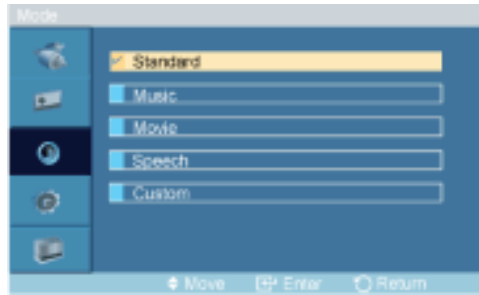 Mode
Standard
Music
Movie
Speech
Custom
Move Enter Return